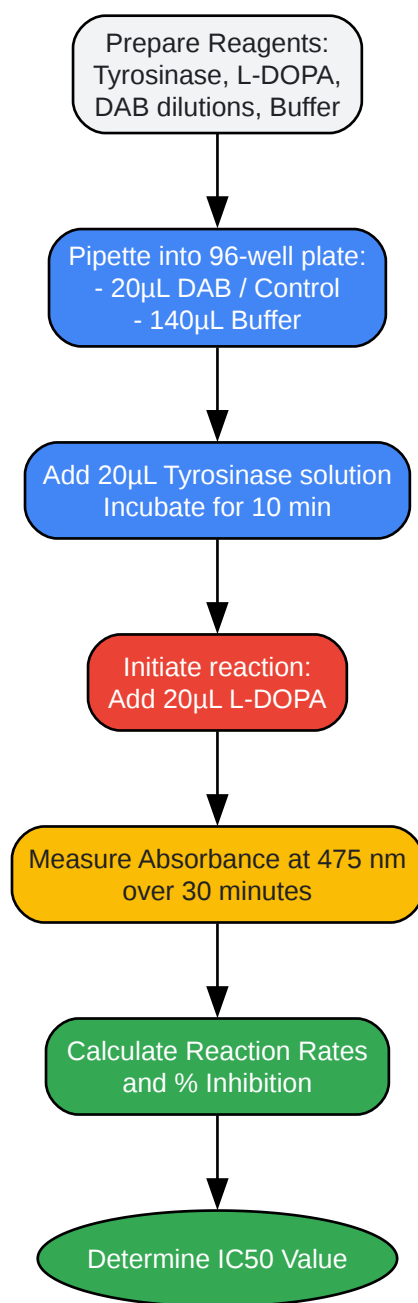 Prepare Reagents:
Tyrosinase, L-DOPA,
DAB dilutions, Buffer
Pipette into 96-well plate:
- 20µL DAB / Control
- 140µL Buffer
Add 20µL Tyrosinase solution
Incubate for 10 min
Initiate reaction:
Add 20µL L-DOPA
Measure Absorbance at 475 nm
over 30 minutes
Calculate Reaction Rates
and % Inhibition
Determine IC50 Value